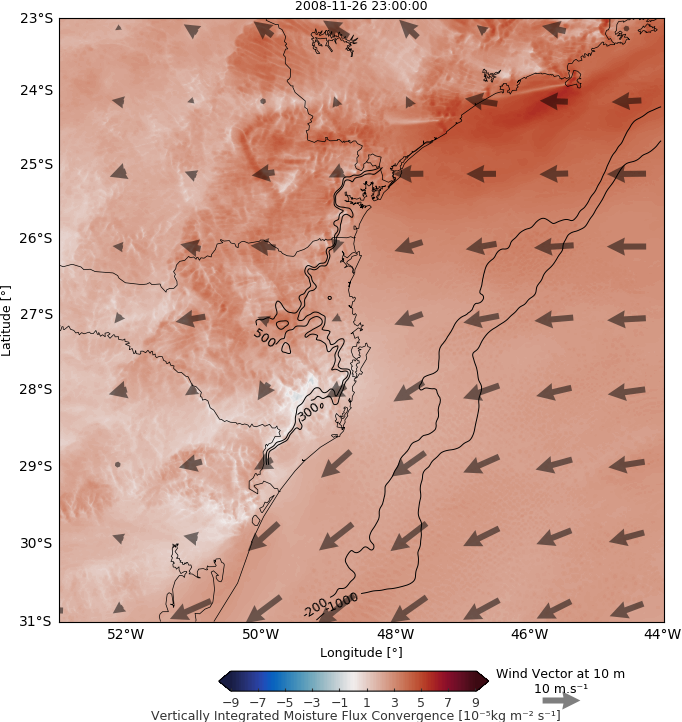 2008-11-26 23:00:00
23°S
24°S
25°S
26°S
27°S
28°S
29°S
30°S
31°S
Latitude [°]
500
300
-200
-1000
52°W 50°W 48°W 46°W 44°W
Longitude [°]
Wind Vector at 10 m
10 m.s⁻¹
−9 −7 −5 −3 −1 1 3 5 7 9
Vertically Integrated Moisture Flux Convergence [10⁻⁵kg m⁻² s⁻¹]